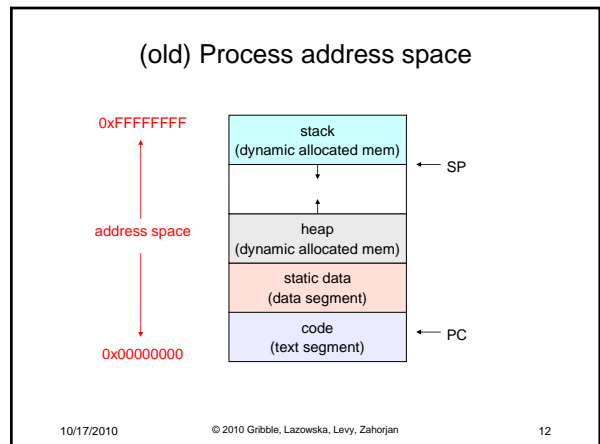 (old) Process address space
0xFFFFFFFF
stack
(dynamic allocated mem)
SP
address space
heap
(dynamic allocated mem)
static data
(data segment)
code
(text segment)
PC
0x00000000
10/17/2010
© 2010 Gribble, Lazowska, Levy, Zahorjan
12